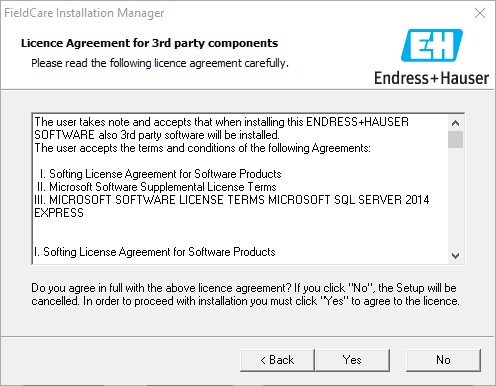 FieldCare Installation Manager
Licence Agreement for 3rd party components
Please read the following licence agreement carefully.
EH
Endress+Hauser
The user takes note and accepts that when installing this ENDRESS+HAUSER
SOFTWARE also 3rd party software will be installed.
The user accepts the terms and conditions of the following Agreements:
I. Softing License Agreement for Software Products
II. Microsoft Software Supplemental License Terms
III. MICROSOFT SOFTWARE LICENSE TERMS MICROSOFT SQL SERVER 2014
EXPRESS
I. Softing License Agreement for Software Products
Do you agree in full with the above licence agreement? If you click "No", the Setup will be
cancelled. In order to proceed with installation you must click "Yes" to agree to the licence.
< Back
Yes
No